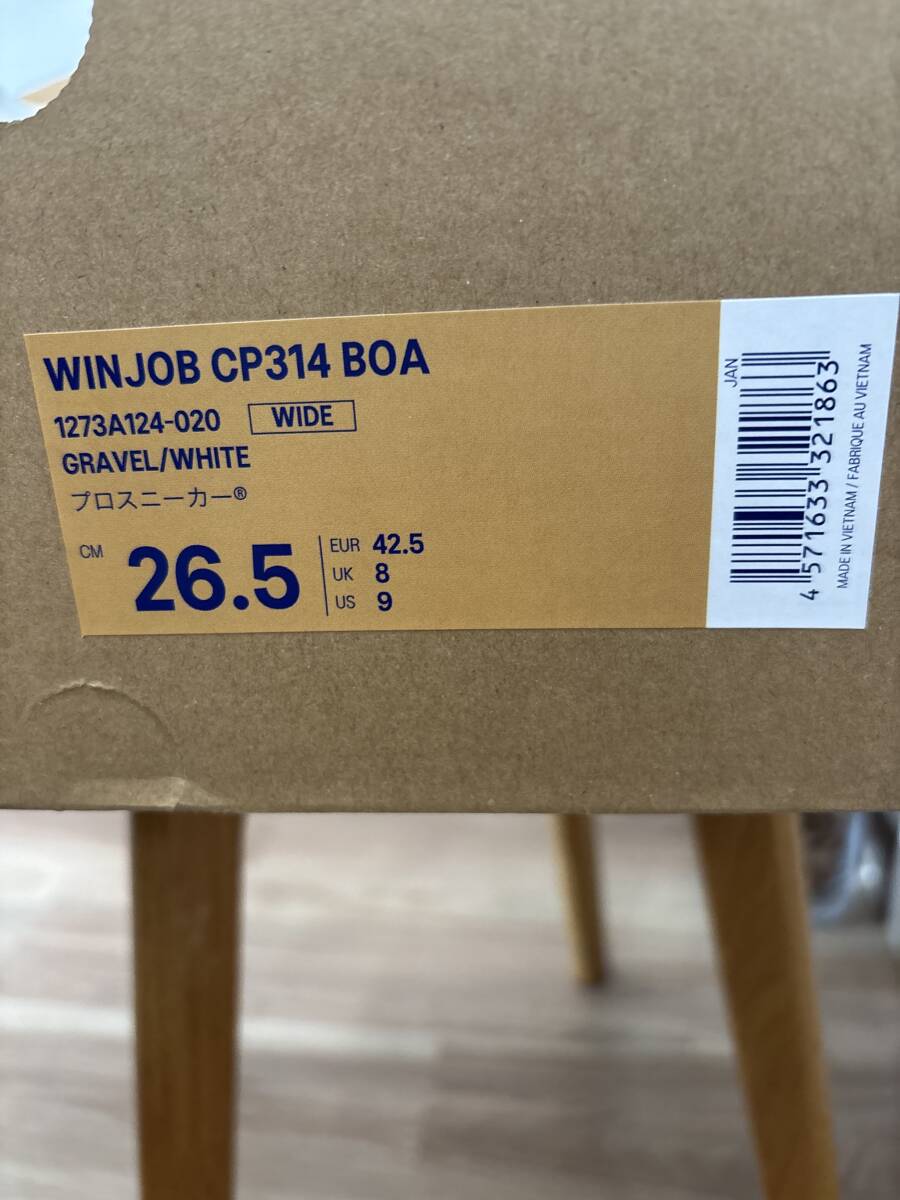 WINJOB CP314 BOA
1273A124-020 WIDE
GRAVEL/WHITE
プロスニーカー®
CM 26.5
EUR 42.5
UK 8
US 9
JAN
4 571633 321863
MADE IN VIETNAM / FABRIQUE AU VIETNAM